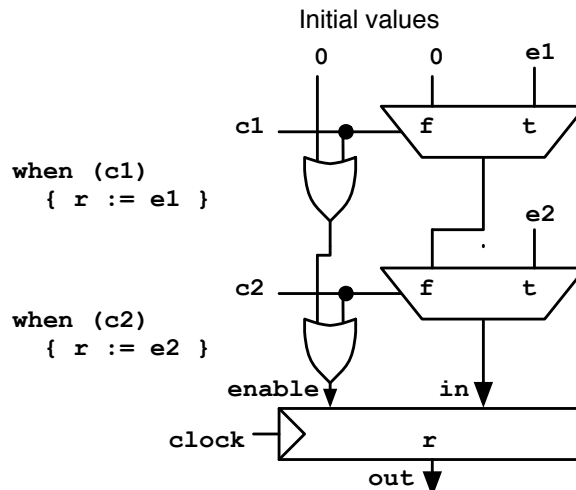 Initial values
0 0 e1
c1 f t
when (c1)
{ r := e1 }
e2
c2 f t
when (c2)
{ r := e2 }
enable in
clock r
out